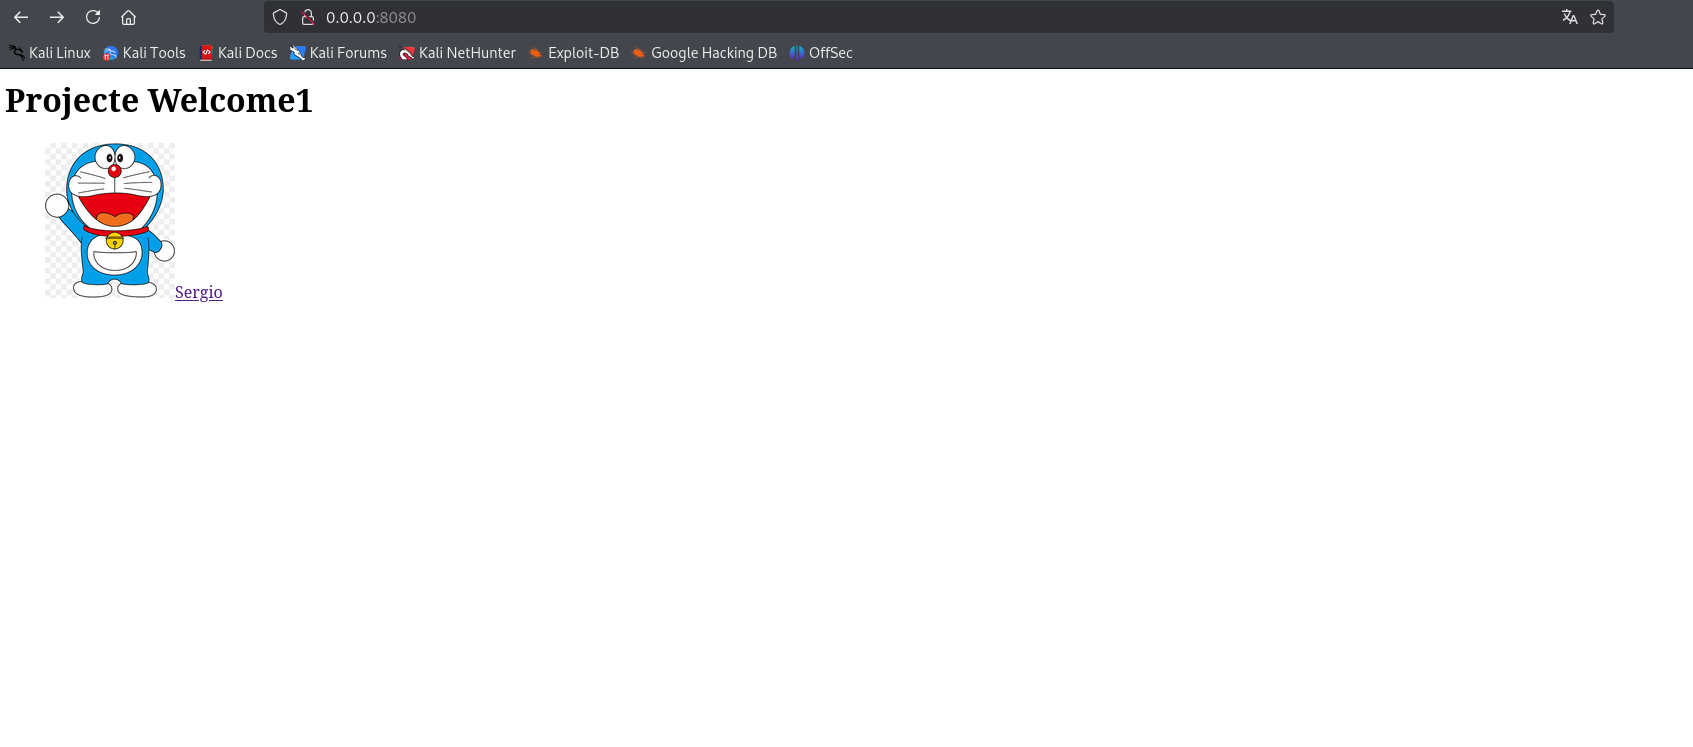 0.0.0.0:8080
Kali Linux Kali Tools Kali Docs Kali Forums Kali NetHunter Exploit-DB Google Hacking DB OffSec
Projecte Welcome1
Sergio